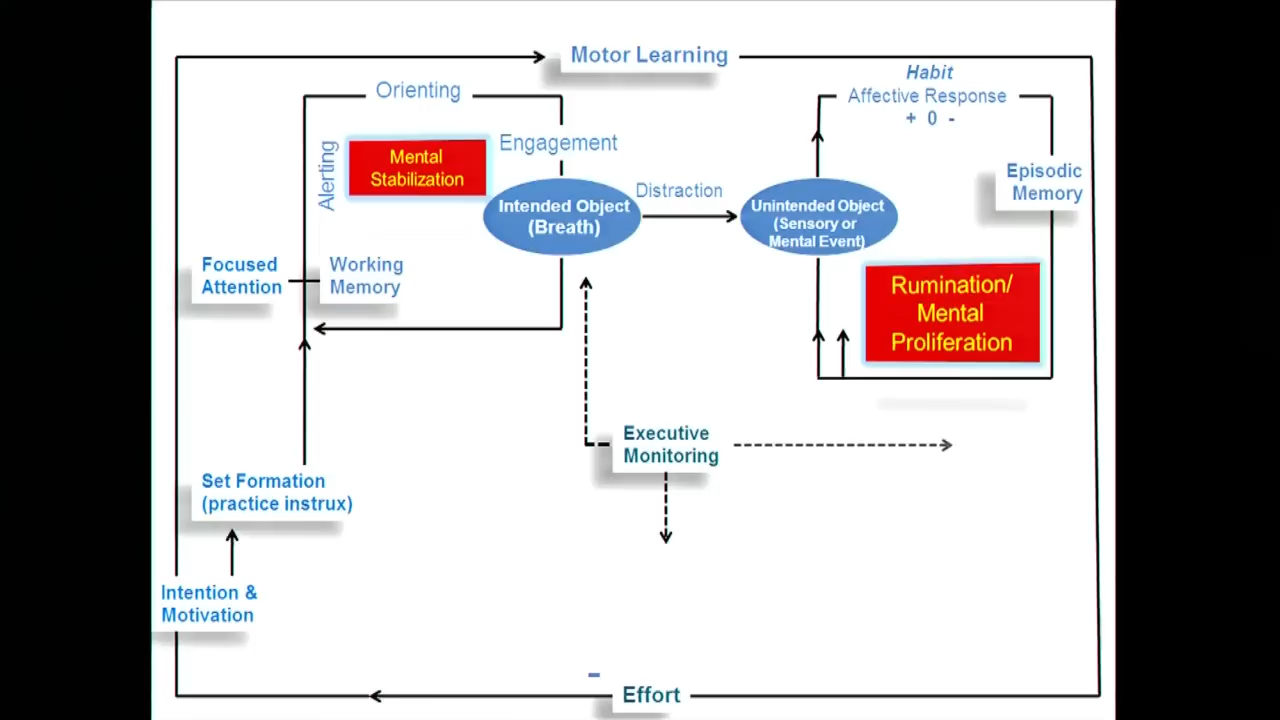 Motor Learning
Habit
Affective Response
+ 0 -
Orienting
Alerting
Mental
Stabilization
Engagement
Intended Object
(Breath)
Distraction
Unintended Object
(Sensory or
Mental Event)
Episodic
Memory
Focused
Attention
Working
Memory
Rumination/
Mental
Proliferation
Executive
Monitoring
Set Formation
(practice instrux)
Intention &
Motivation
-
Effort